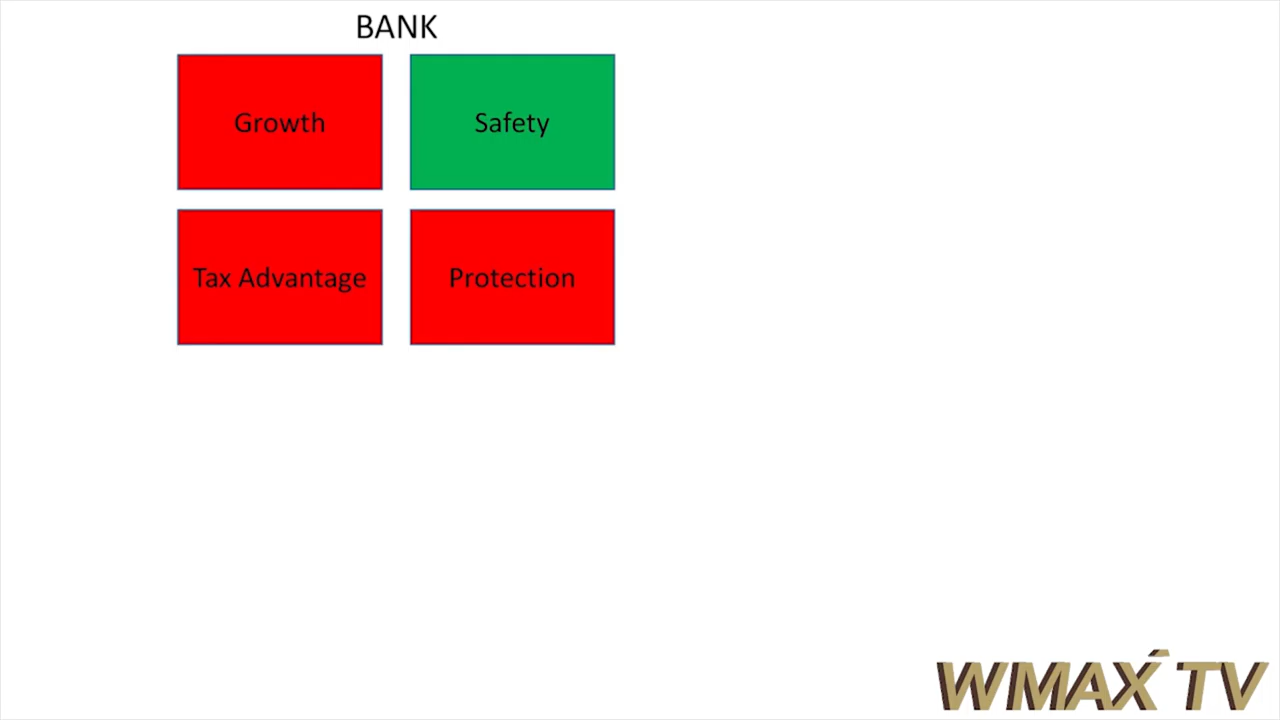 BANK
Growth
Safety
Tax Advantage
Protection
WMAX TV